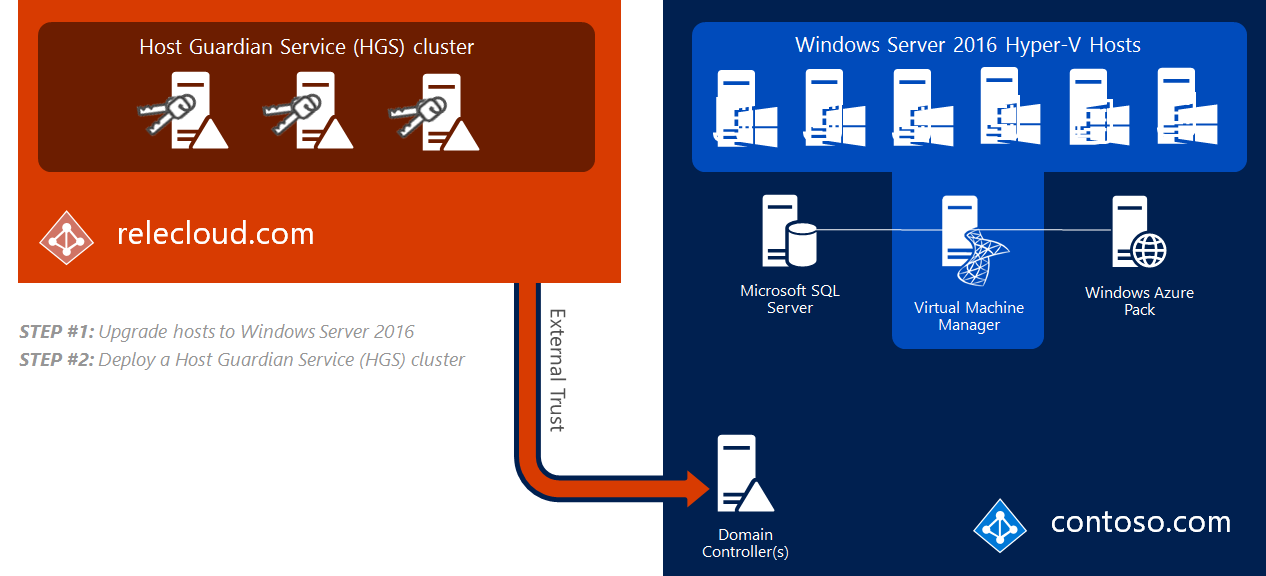 Host Guardian Service (HGS) cluster
relecloud.com
STEP #1: Upgrade hosts to Windows Server 2016
STEP #2: Deploy a Host Guardian Service (HGS) cluster
External Trust
Windows Server 2016 Hyper-V Hosts
Microsoft SQL
Server
Virtual Machine
Manager
Windows Azure
Pack
Domain
Controller(s)
contoso.com